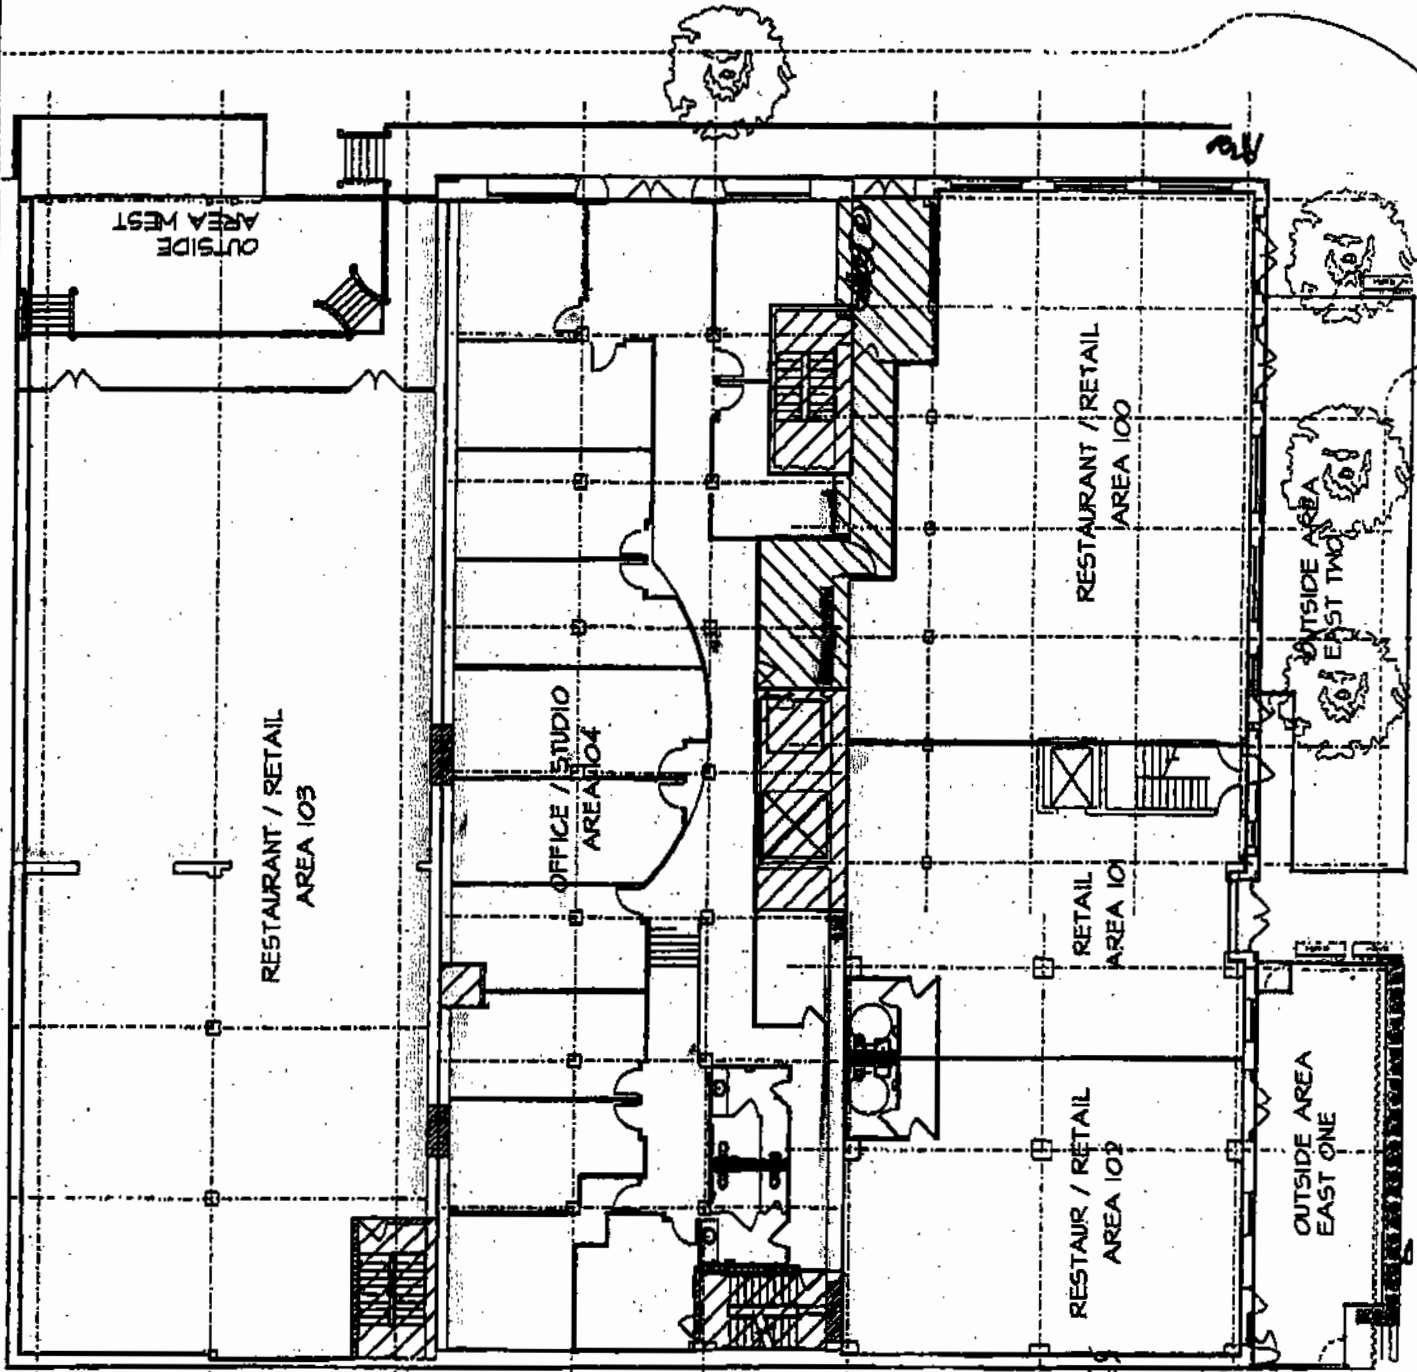 OUTSIDE
AREA WEST
RESTAURANT / RETAIL
AREA 103
OFFICE / STUDIO
AREA 104
RESTAURANT / RETAIL
AREA 100
RETAIL
AREA 101
RESTAUR / RETAIL
AREA 102
OUTSIDE AREA
EAST TWO
OUTSIDE AREA
EAST ONE